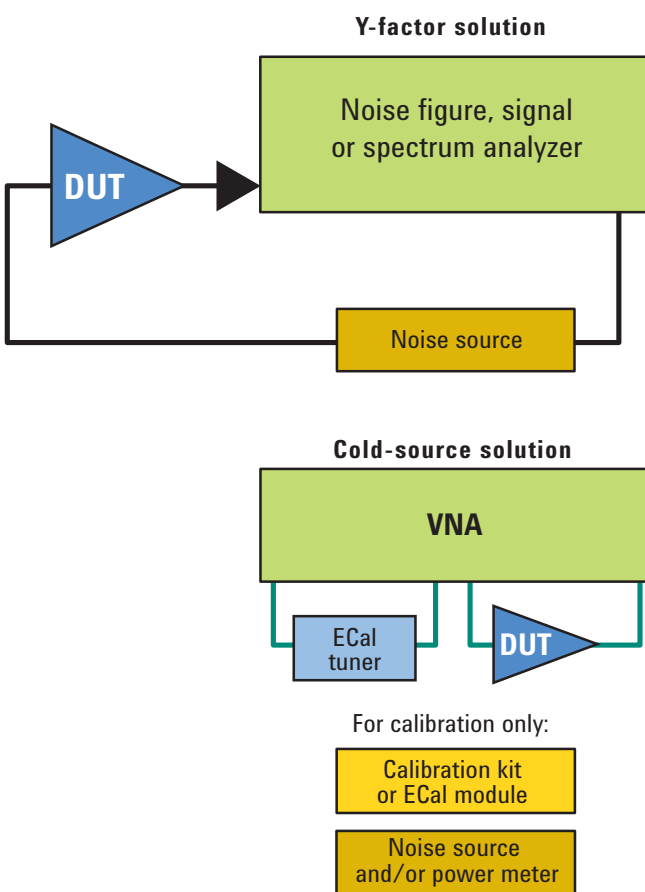 Y-factor solution
Noise figure, signal
or spectrum analyzer
DUT
Noise source
Cold-source solution
VNA
ECal
tuner
DUT
For calibration only:
Calibration kit
or ECal module
Noise source
and/or power meter